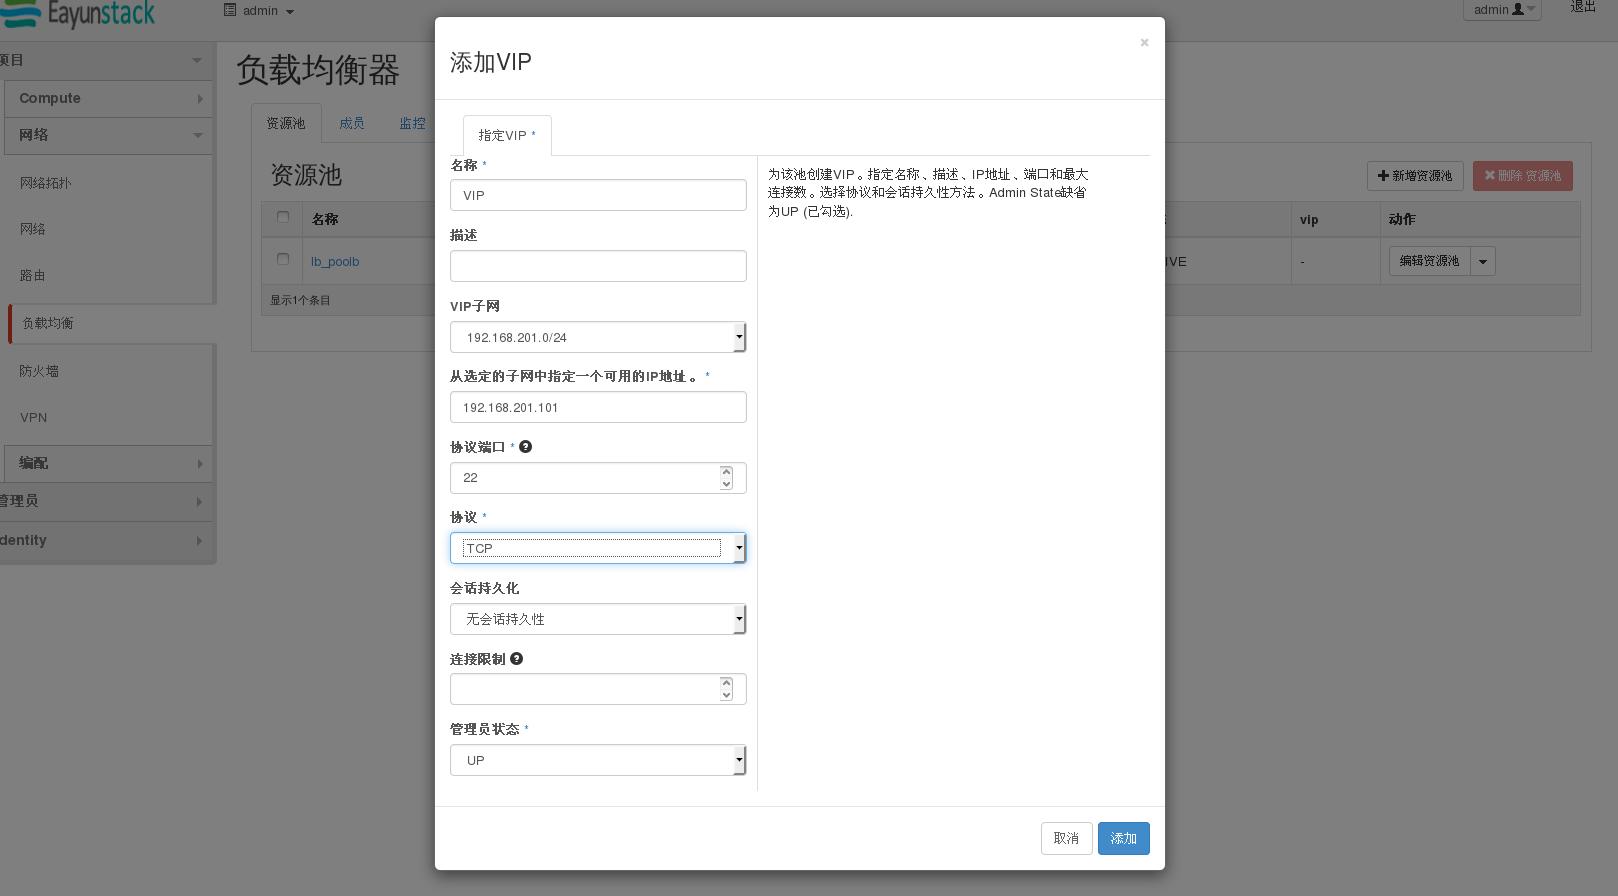 Eayunstack
admin
admin
退出
项目
Compute
网络
网络拓扑
网络
路由
负载均衡
防火墙
VPN
编配
管理员
dentity
负载均衡器
资源池
成员
监控
资源池
新增资源池
删除 资源池
名称
vip
动作
lb_poolb
IVE
-
编辑资源池
显示1个条目
添加VIP
×
指定VIP *
名称 *
VIP
描述
VIP子网
192.168.201.0/24
从选定的子网中指定一个可用的IP地址。 *
192.168.201.101
协议端口 *
22
协议 *
TCP
会话持久化
无会话持久性
连接限制
管理员状态 *
UP
为该池创建VIP。指定名称、描述、IP地址、端口和最大
连接数。选择协议和会话持久性方法。Admin State缺省
为UP (已勾选).
取消
添加